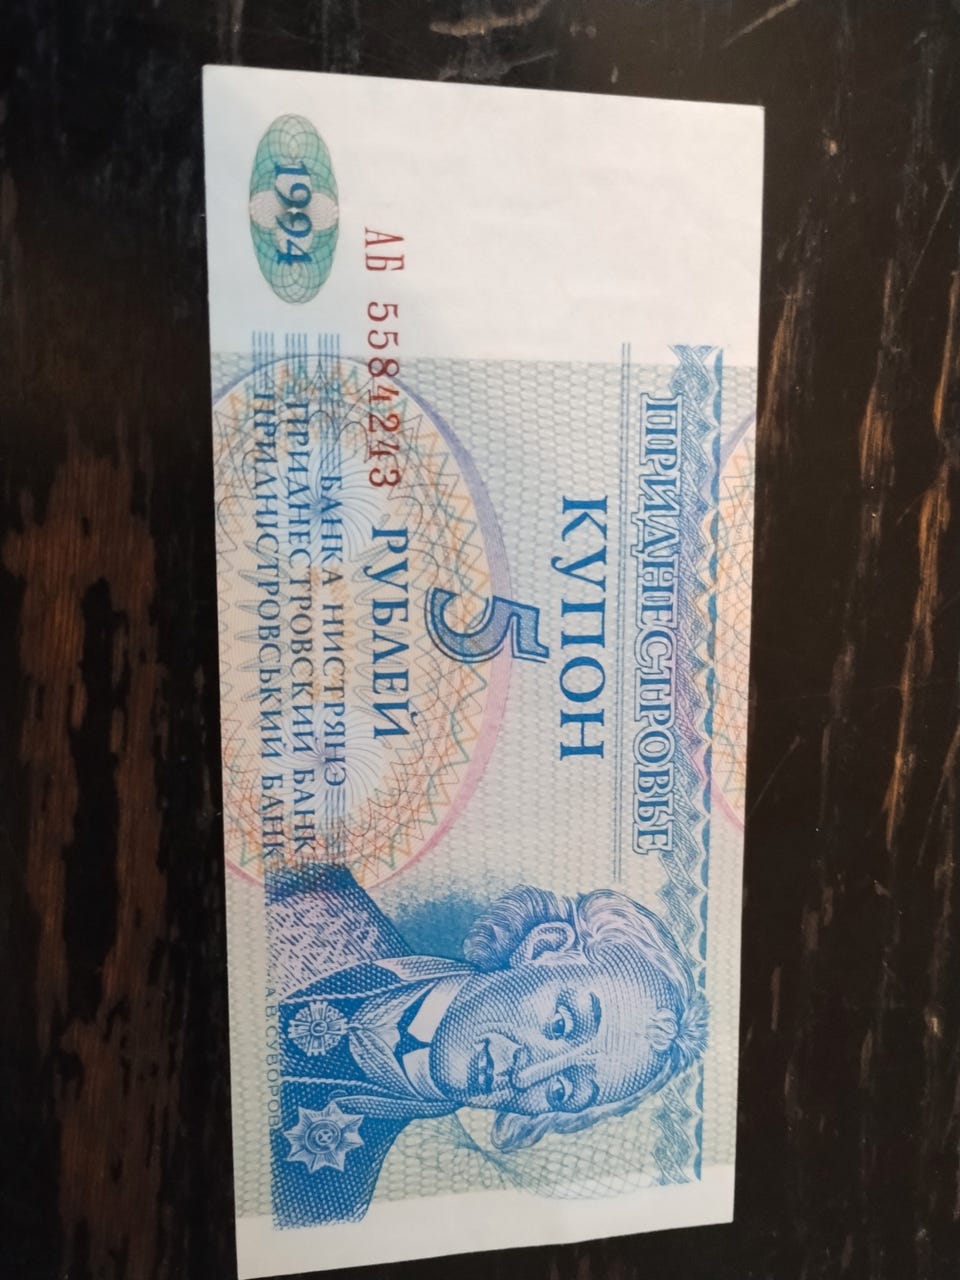 ПРИДНЕСТРОВЬЕ
КУПОН
5
АБ 5584243
РУБЛЕЙ
1994
БАНКА НИСТРЯНЭ
ПРИДНЕСТРОВСКИЙ БАНК
ПРИДНІСТРОВСЬКИЙ БАНК
А.В.СУВОРОВ